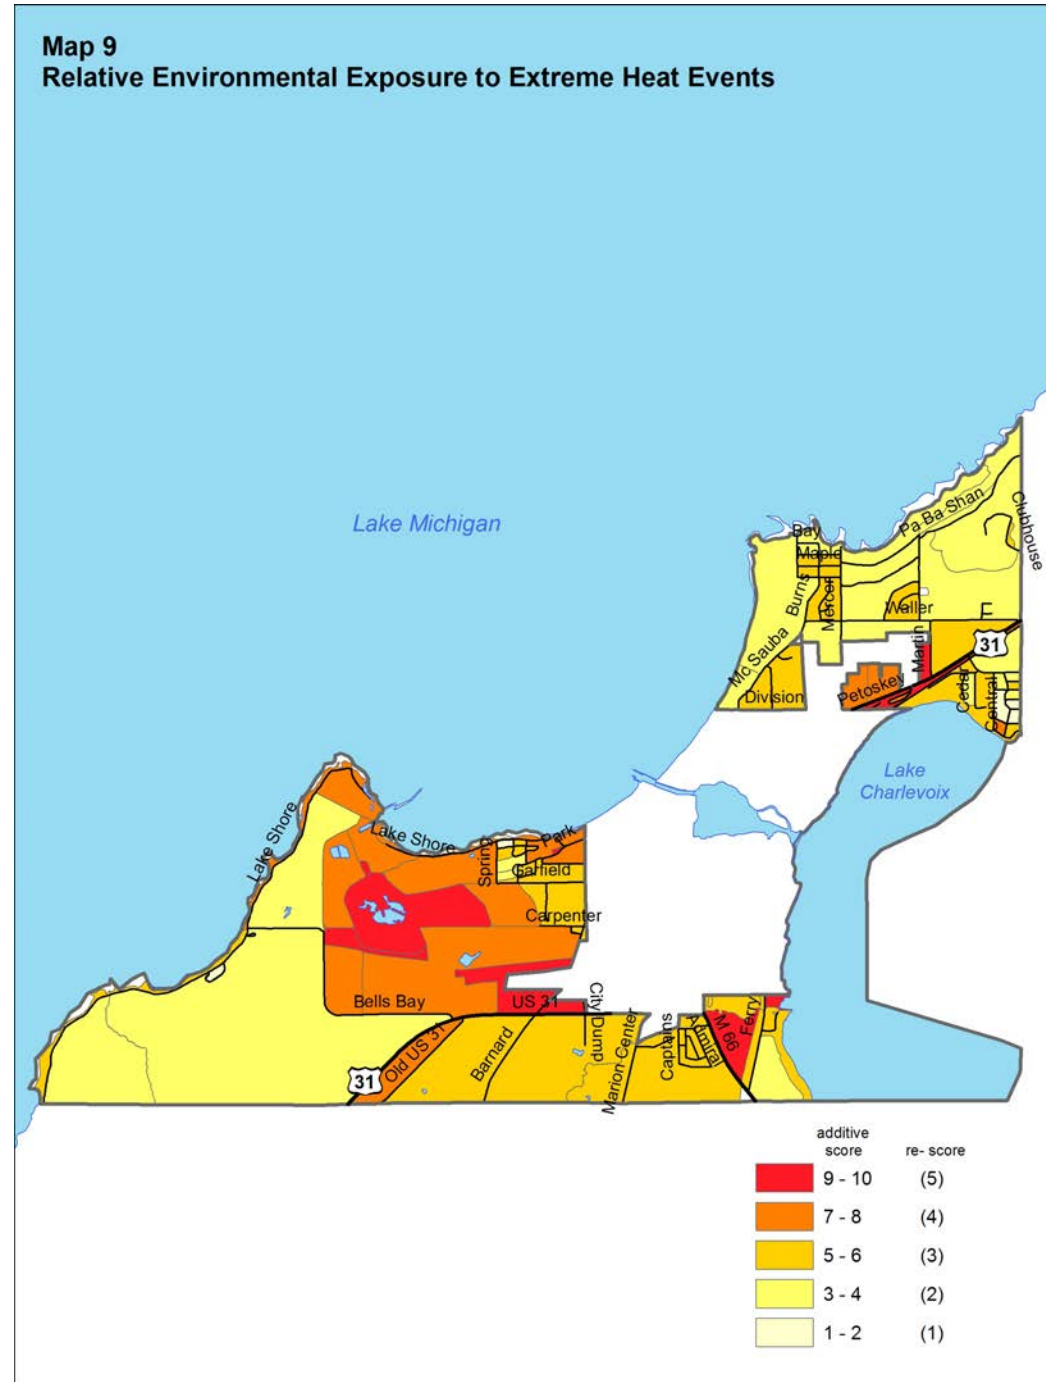 Map 9
Relative Environmental Exposure to Extreme Heat Events
Lake Michigan
Pa Ba Shan
Clubhouse
Bay
Maple
Burns
Mercer
Waller
E
Mc Sauba
Martin
31
Division
Petoskey
Cedar
Central
Lake
Charlevoix
Lake Shore
Lake Shore
Spring
Park
Garfield
Carpenter
Bells Bay
US 31
City Dump
Old US 31
31
Barnard
Marion Center
Captains
Admiral
M 66
Ferry
additive
score
re- score
9 - 10 (5)
7 - 8 (4)
5 - 6 (3)
3 - 4 (2)
1 - 2 (1)